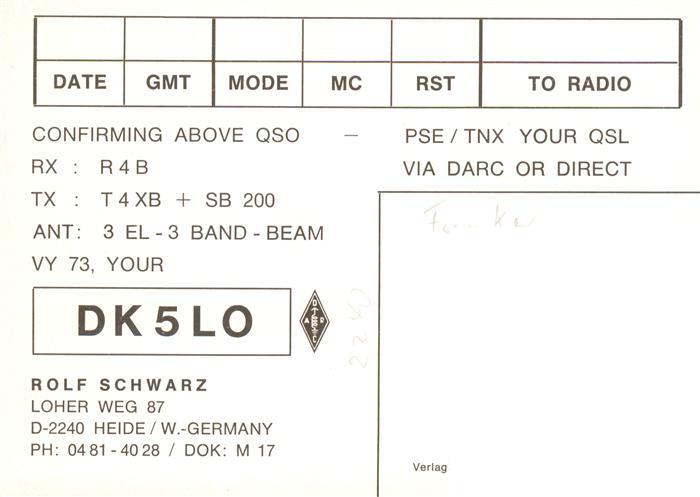 DATE GMT MODE MC RST TO RADIO
CONFIRMING ABOVE QSO — PSE / TNX YOUR QSL
VIA DARC OR DIRECT
RX : R 4 B
TX : T 4 XB + SB 200
ANT : 3 EL - 3 BAND - BEAM
VY 73, YOUR
DK5LO
ROLF SCHWARZ
LOHER WEG 87
D-2240 HEIDE / W.-GERMANY
PH: 04 81 - 40 28 / DOK: M 17
2240
Verlag